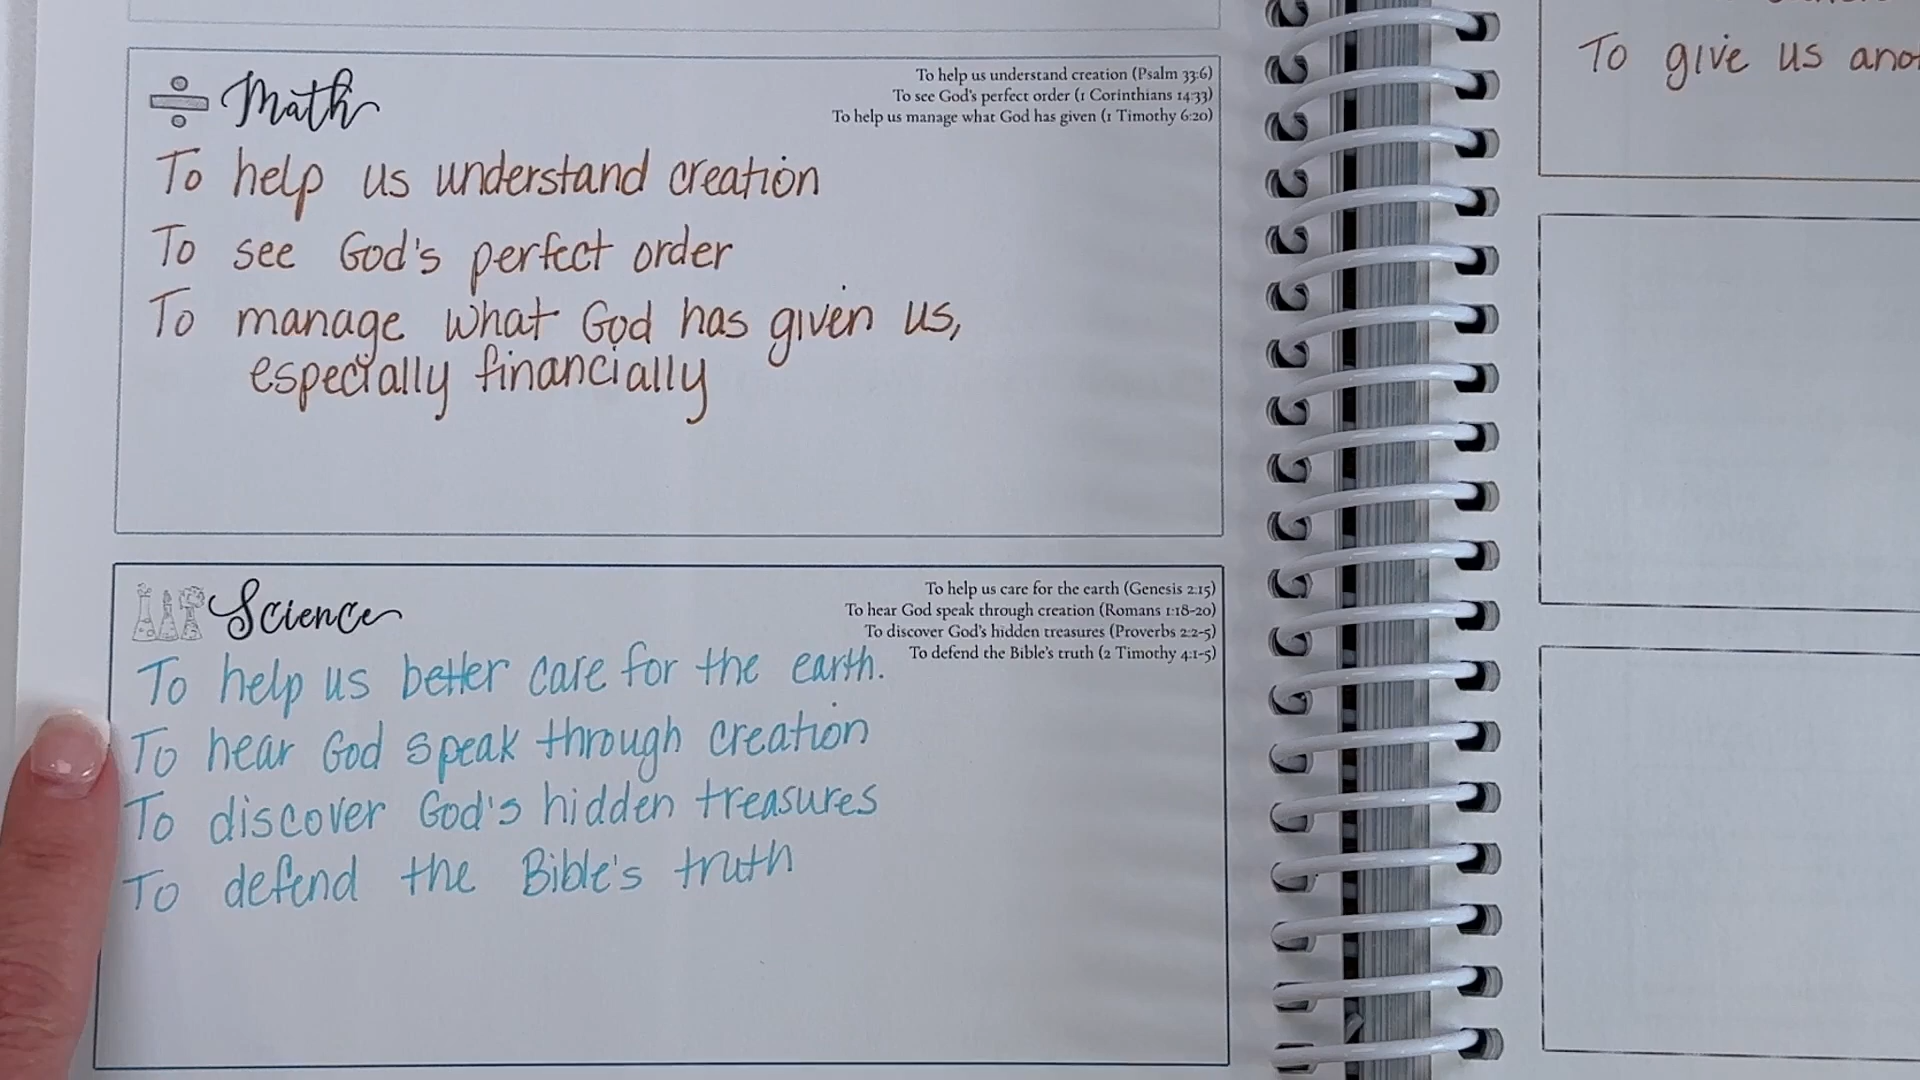 Math
To help us understand creation (Psalm 33:6)
To see God's perfect order (1 Corinthians 14:33)
To help us manage what God has given (1 Timothy 6:20)
To help us understand creation
To see God's perfect order
To manage what God has given us,
especially financially
Science
To help us care for the earth (Genesis 2:15)
To hear God speak through creation (Romans 1:18-20)
To discover God's hidden treasures (Proverbs 2:2-5)
To defend the Bible's truth (2 Timothy 4:1-5)
To help us better care for the earth.
To hear God speak through creation
To discover God's hidden treasures
To defend the Bible's truth
To give us